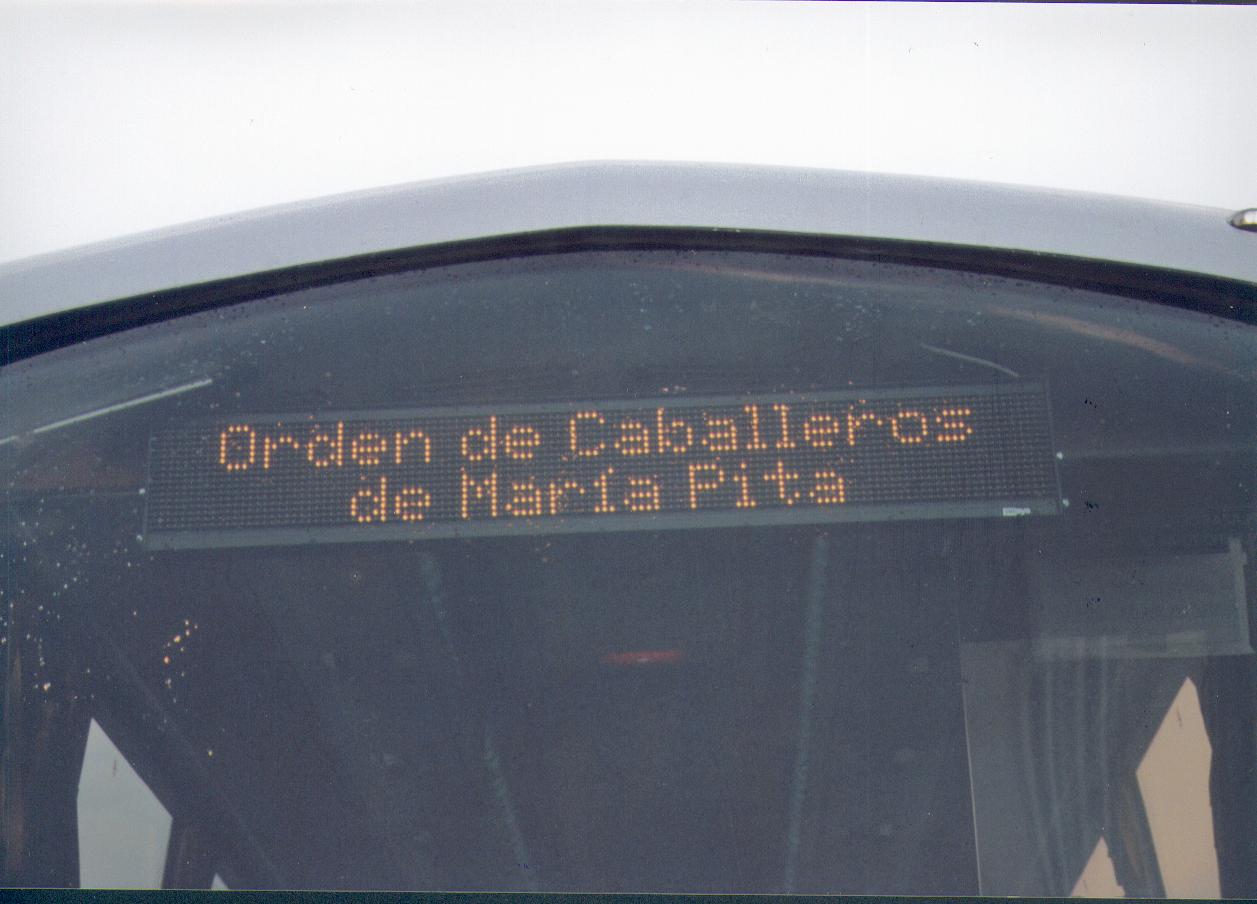 Orden de Caballeros
de María Pita